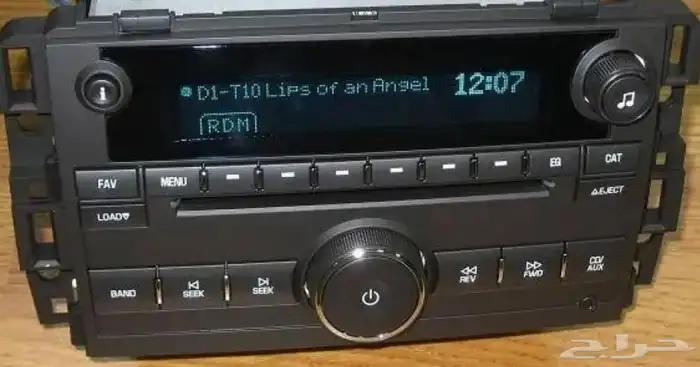 D1-T10 Lips of an Angel 12:07
RDM
FAV MENU EQ CAT
LOAD▼ ▲EJECT
BAND SEEK SEEK REV FWD CD/AUX
حراج